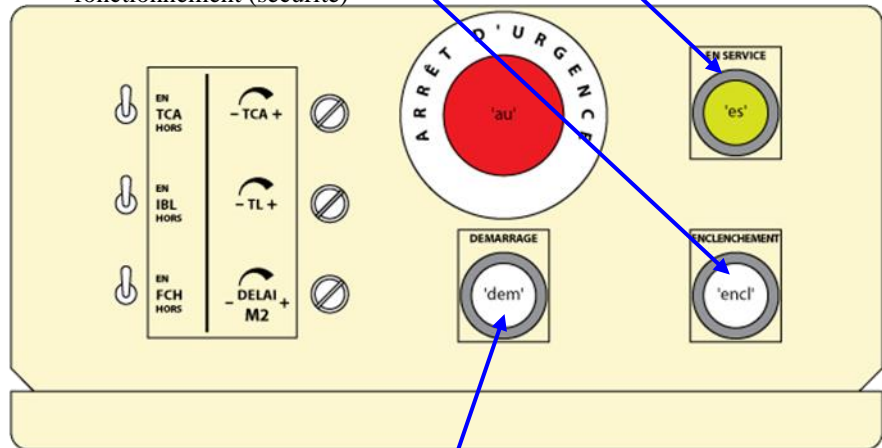 fonctionnement (sécurité)
ARRÊT D'URGENCE
'au'
EN SERVICE
'es'
EN
TCA
HORS
- TCA +
EN
IBL
HORS
- TL +
EN
FCH
HORS
- DELAI +
M2
DEMARRAGE
'dem'
ENCLENCHEMENT
'encl'